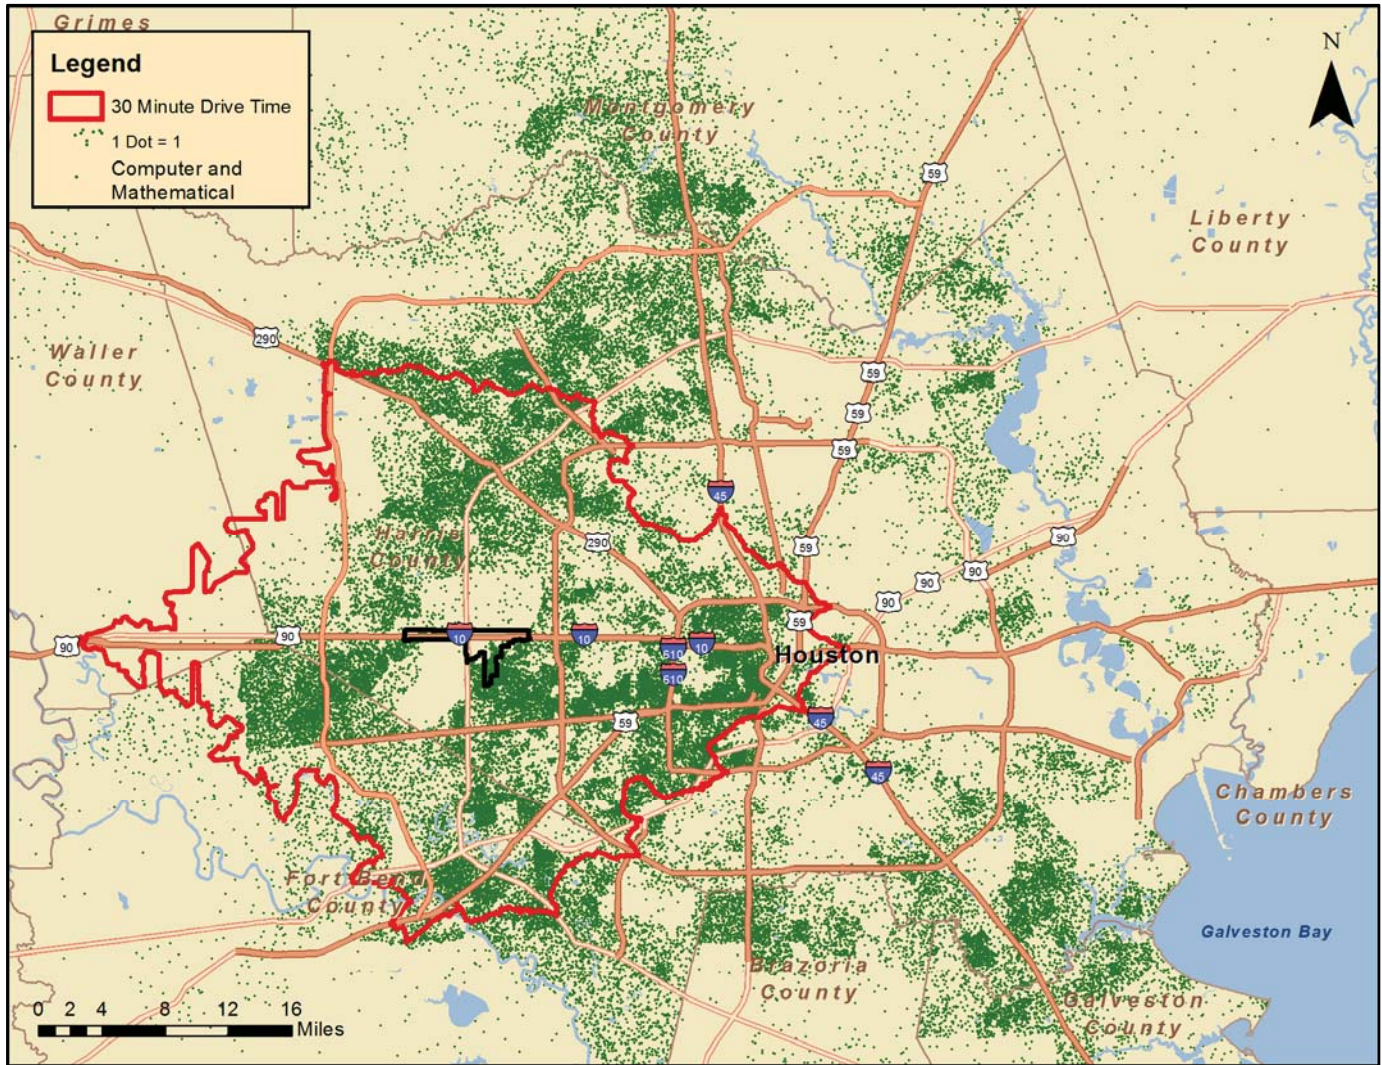 Grimes
Legend
30 Minute Drive Time
1 Dot = 1
Computer and
Mathematical
N
Montgomery
County
59
Liberty
County
290
Waller
County
59
59
59
45
Harris
County
290
59
90
90
90
90
59
90
90
10
10
610
10
Houston
610
59
45
45
Chambers
County
Fort Bend
County
Galveston Bay
Brazoria
County
Galveston
County
0 2 4 8 12 16
Miles